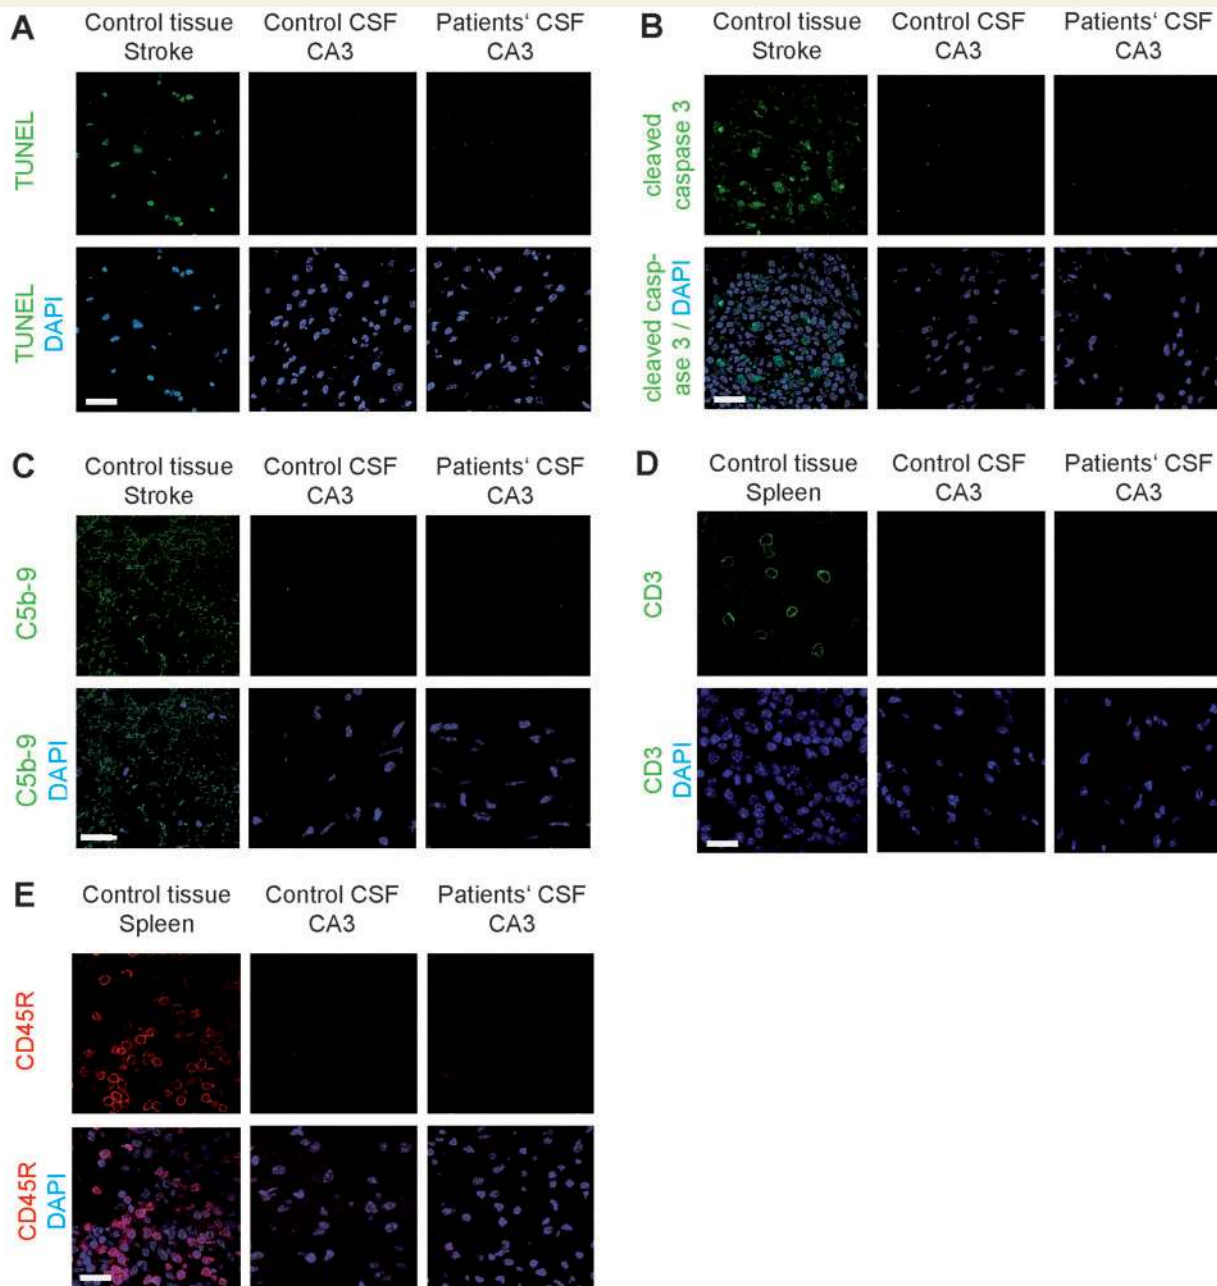 A
Control tissue
Stroke
Control CSF
CA3
Patients‘ CSF
CA3
TUNEL
TUNEL
DAPI
B
Control tissue
Stroke
Control CSF
CA3
Patients‘ CSF
CA3
cleaved
caspase 3
cleaved casp-
ase 3 / DAPI
C
Control tissue
Stroke
Control CSF
CA3
Patients‘ CSF
CA3
C5b-9
C5b-9
DAPI
D
Control tissue
Spleen
Control CSF
CA3
Patients‘ CSF
CA3
CD3
CD3
DAPI
E
Control tissue
Spleen
Control CSF
CA3
Patients‘ CSF
CA3
CD45R
CD45R
DAPI